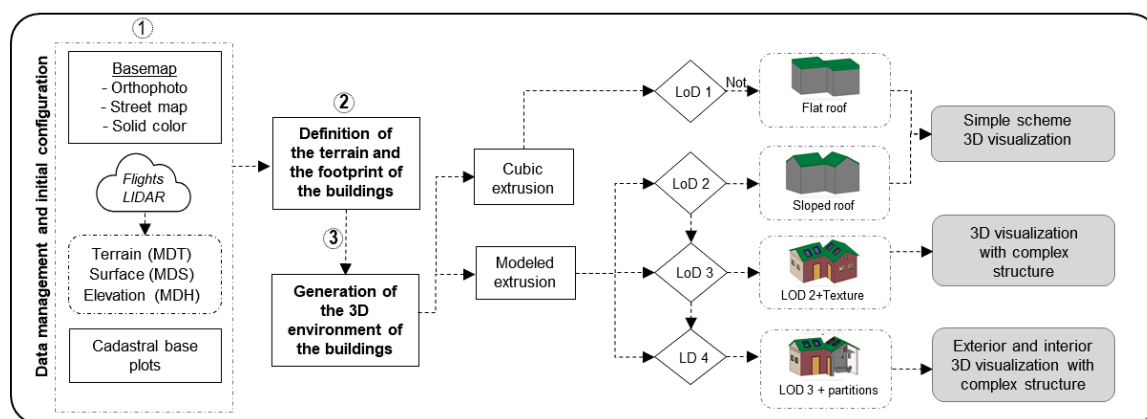 Data management and initial configuration
1
Basemap
- Orthophoto
- Street map
- Solid color
Flights
LIDAR
Terrain (MDT)
Surface (MDS)
Elevation (MDH)
Cadastral base
plots
2
Definition of
the terrain and
the footprint of
the buildings
3
Generation of
the 3D
environment of
the buildings
Cubic
extrusion
Modeled
extrusion
LoD 1
Not
Flat roof
LoD 2
Sloped roof
LoD 3
LOD 2+Texture
LD 4
LOD 3 + partitions
Simple scheme
3D visualization
3D visualization
with complex
structure
Exterior and interior
3D visualization with
complex structure